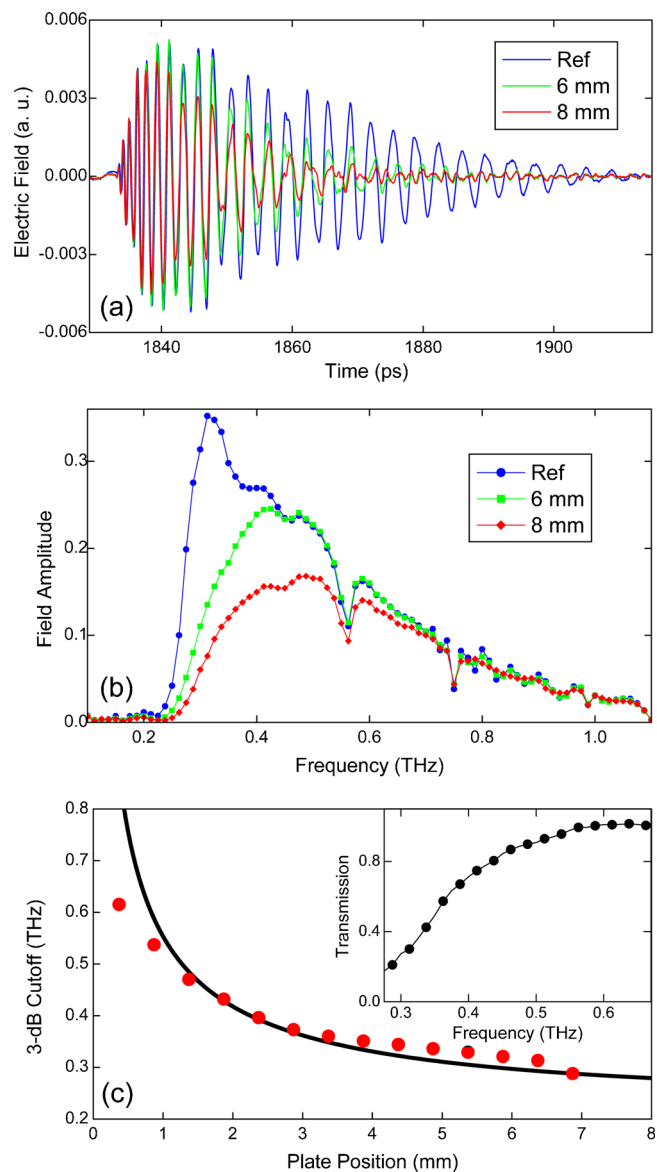 0.006
0.003
0.000
-0.003
-0.006
Electric Field (a. u.)
Ref
6 mm
8 mm
(a)
1840 1860 1880 1900
Time (ps)
0.3
0.2
0.1
0.0
Field Amplitude
Ref
6 mm
8 mm
(b)
0.2 0.4 0.6 0.8 1.0
Frequency (THz)
0.8
0.7
0.6
0.5
0.4
0.3
0.2
3-dB Cutoff (THz)
0.8
0.4
0.0
Transmission
0.3 0.4 0.5 0.6
Frequency (THz)
(c)
0 1 2 3 4 5 6 7 8
Plate Position (mm)